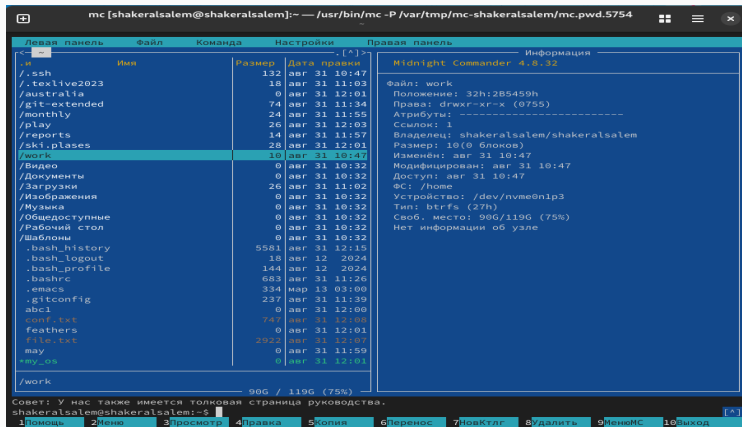 mc [shakeralsalem@shakeralsalem]:~ — /usr/bin/mc -P /var/tmp/mc-shakeralsalem/mc.pwd.5754
~
Левая панель Файл Команда Настройки Правая панель
<- ~ .[^]>
.и Имя Размер Дата правки
/.ssh 132 авг 31 10:47
/.texlive2023 18 авг 31 11:03
/australia 0 авг 31 12:01
/git-extended 74 авг 31 11:34
/monthly 24 авг 31 11:55
/play 26 авг 31 12:03
/reports 14 авг 31 11:57
/ski.plases 28 авг 31 12:01
/work 10 авг 31 10:47
/Видео 0 авг 31 10:32
/Документы 0 авг 31 10:32
/Загрузки 26 авг 31 11:02
/Изображения 0 авг 31 10:32
/Музыка 0 авг 31 10:32
/Общедоступные 0 авг 31 10:32
/Рабочий стол 0 авг 31 10:32
/Шаблоны 0 авг 31 10:32
.bash_history 5581 авг 31 12:15
.bash_logout 18 авг 12 2024
.bash_profile 144 авг 12 2024
.bashrc 683 авг 31 11:26
.emacs 334 мар 13 03:00
.gitconfig 237 авг 31 11:39
abc1 0 авг 31 12:00
conf.txt 747 авг 31 12:08
feathers 0 авг 31 12:01
file.txt 2922 авг 31 12:07
may 0 авг 31 11:59
*my_os 0 авг 31 12:01
/work
90G / 119G (75%)
Информация
Midnight Commander 4.8.32
Файл: work
Положение: 32h:2B5459h
Права: drwxr-xr-x (0755)
Атрибуты: ------------------------
Ссылок: 1
Владелец: shakeralsalem/shakeralsalem
Размер: 10(0 блоков)
Изменён: авг 31 10:47
Модифицирован: авг 31 10:47
Доступ: авг 31 10:47
ФС: /home
Устройство: /dev/nvme0n1p3
Тип: btrfs (27h)
Своб. место: 90G/119G (75%)
Нет информации об узле
Совет: У нас также имеется толковая страница руководства.
shakeralsalem@shakeralsalem:~$ [^]
1Помощь 2Меню 3Просмотр 4Правка 5Копия 6Перенос 7НовКтлг 8Удалить 9МенюMC 10Выход